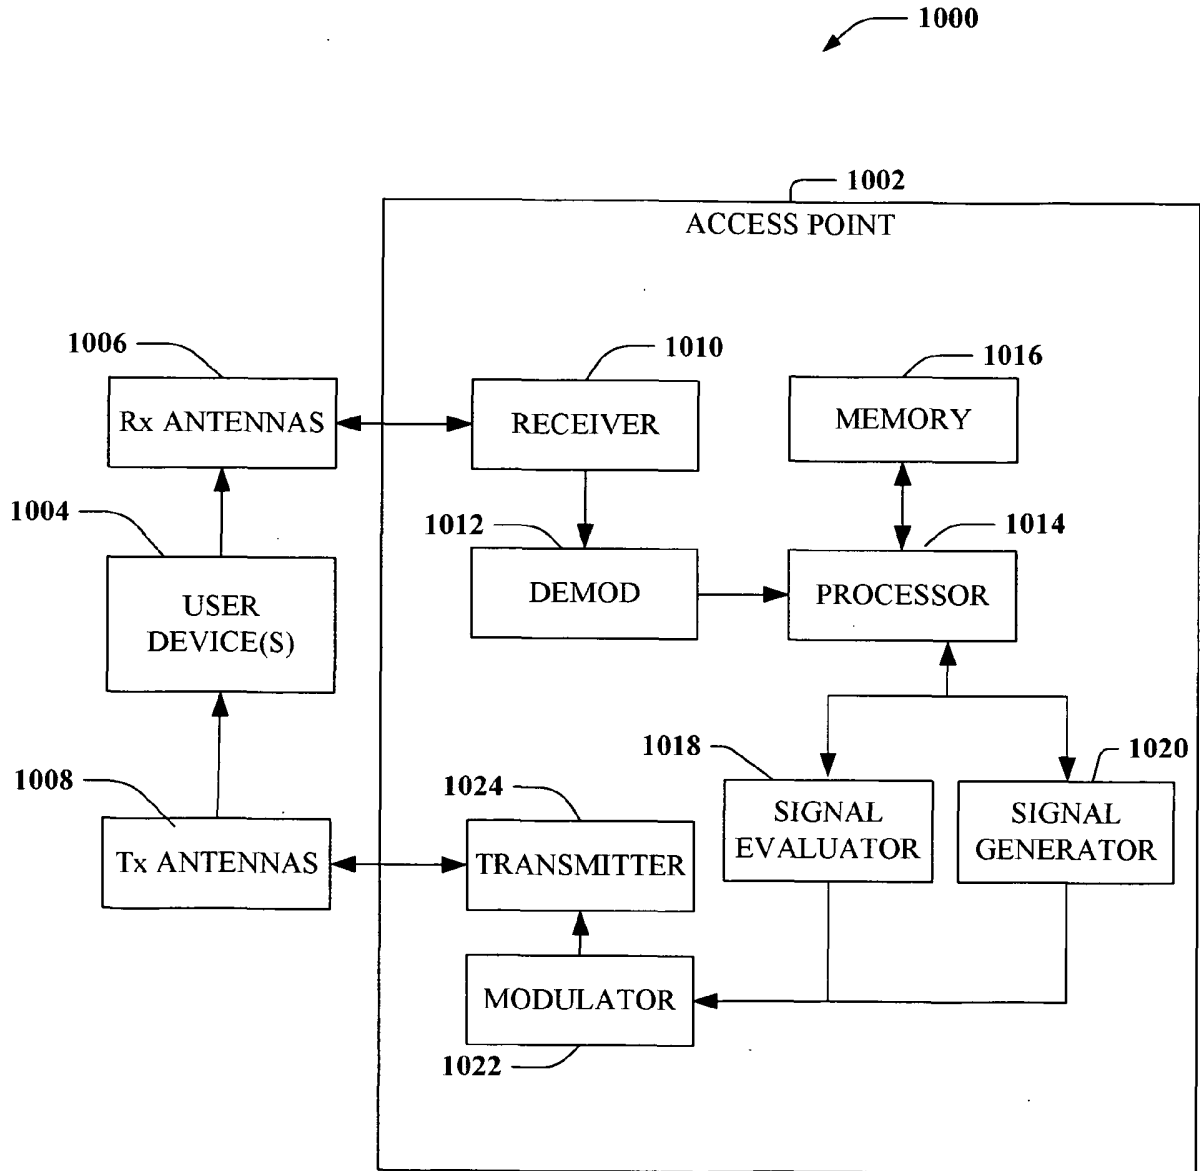 1000
1002
ACCESS POINT
1006
1010
1016
Rx ANTENNAS
RECEIVER
MEMORY
1004
1012
1014
USER
DEVICE(S)
DEMOD
PROCESSOR
1008
1024
1018
1020
Tx ANTENNAS
TRANSMITTER
SIGNAL
EVALUATOR
SIGNAL
GENERATOR
MODULATOR
1022